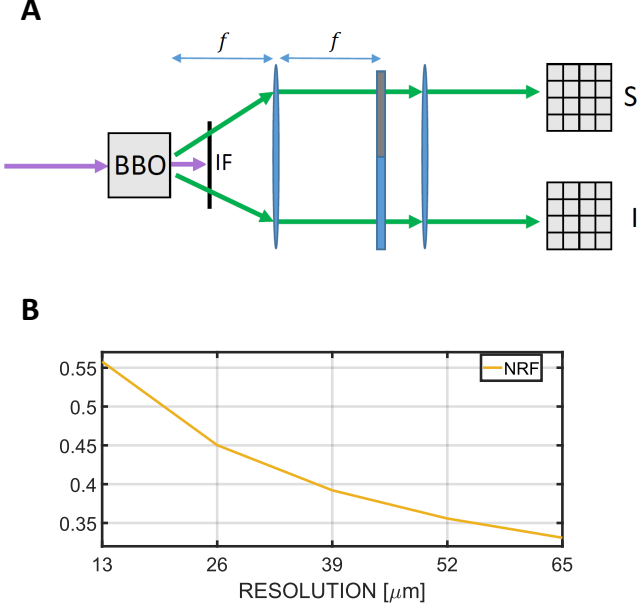 A
f f
BBO
IF
S
I
B
0.55
0.5
0.45
0.4
0.35
NRF
13 26 39 52 65
RESOLUTION [μm]